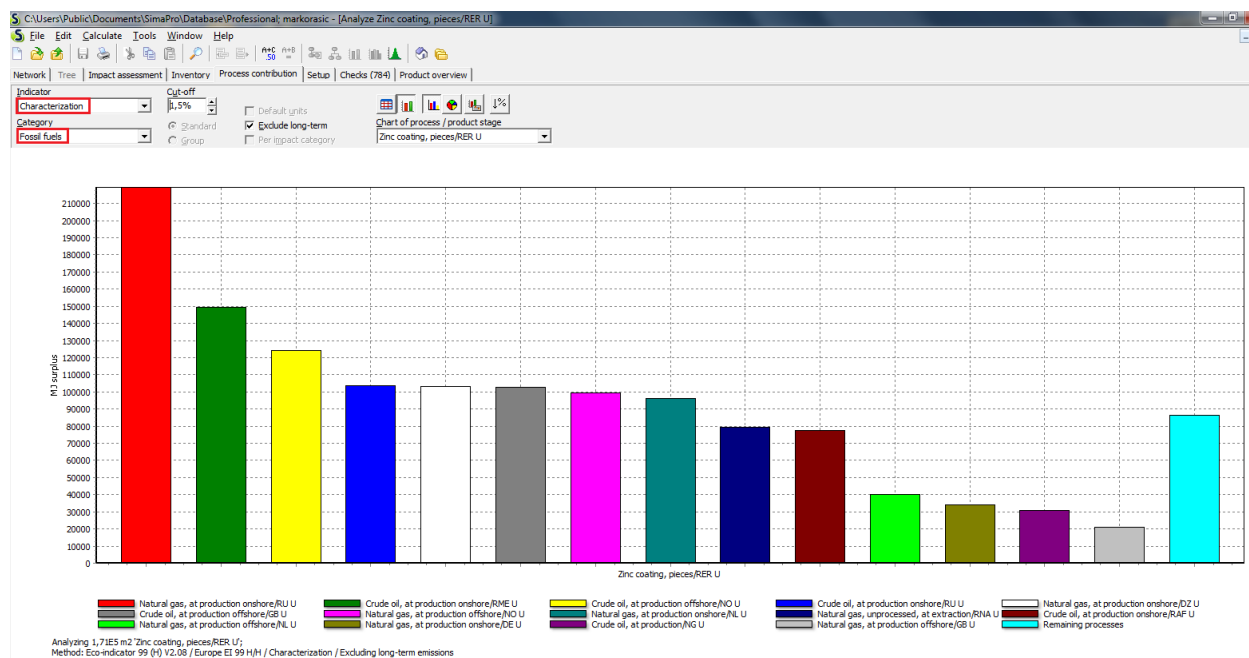 C:\Users\Public\Documents\SimaPro\Database\Professional; markorasic - [Analyze Zinc coating, pieces/RER U]
File Edit Calculate Tools Window Help
A+C .50 A+B =
Network Tree Impact assessment Inventory Process contribution Setup Checks (784) Product overview
Indicator Cut-off
Characterization 1,5% Default units
Category Standard Exclude long-term Chart of process / product stage
Fossil fuels Group Per impact category Zinc coating, pieces/RER U
MJ surplus
210000
200000
190000
180000
170000
160000
150000
140000
130000
120000
110000
100000
90000
80000
70000
60000
50000
40000
30000
20000
10000
0
Zinc coating, pieces/RER U
Natural gas, at production onshore/RU U Crude oil, at production onshore/RME U Crude oil, at production offshore/NO U Crude oil, at production onshore/RU U Natural gas, at production onshore/DZ U
Crude oil, at production offshore/GB U Natural gas, at production offshore/NO U Natural gas, at production onshore/NL U Natural gas, unprocessed, at extraction/RNA U Crude oil, at production onshore/RAF U
Natural gas, at production offshore/NL U Natural gas, at production onshore/DE U Crude oil, at production/NG U Natural gas, at production offshore/GB U Remaining processes
Analyzing 1,71E5 m2 'Zinc coating, pieces/RER U';
Method: Eco-indicator 99 (H) V2.08 / Europe EI 99 H/H / Characterization / Excluding long-term emissions